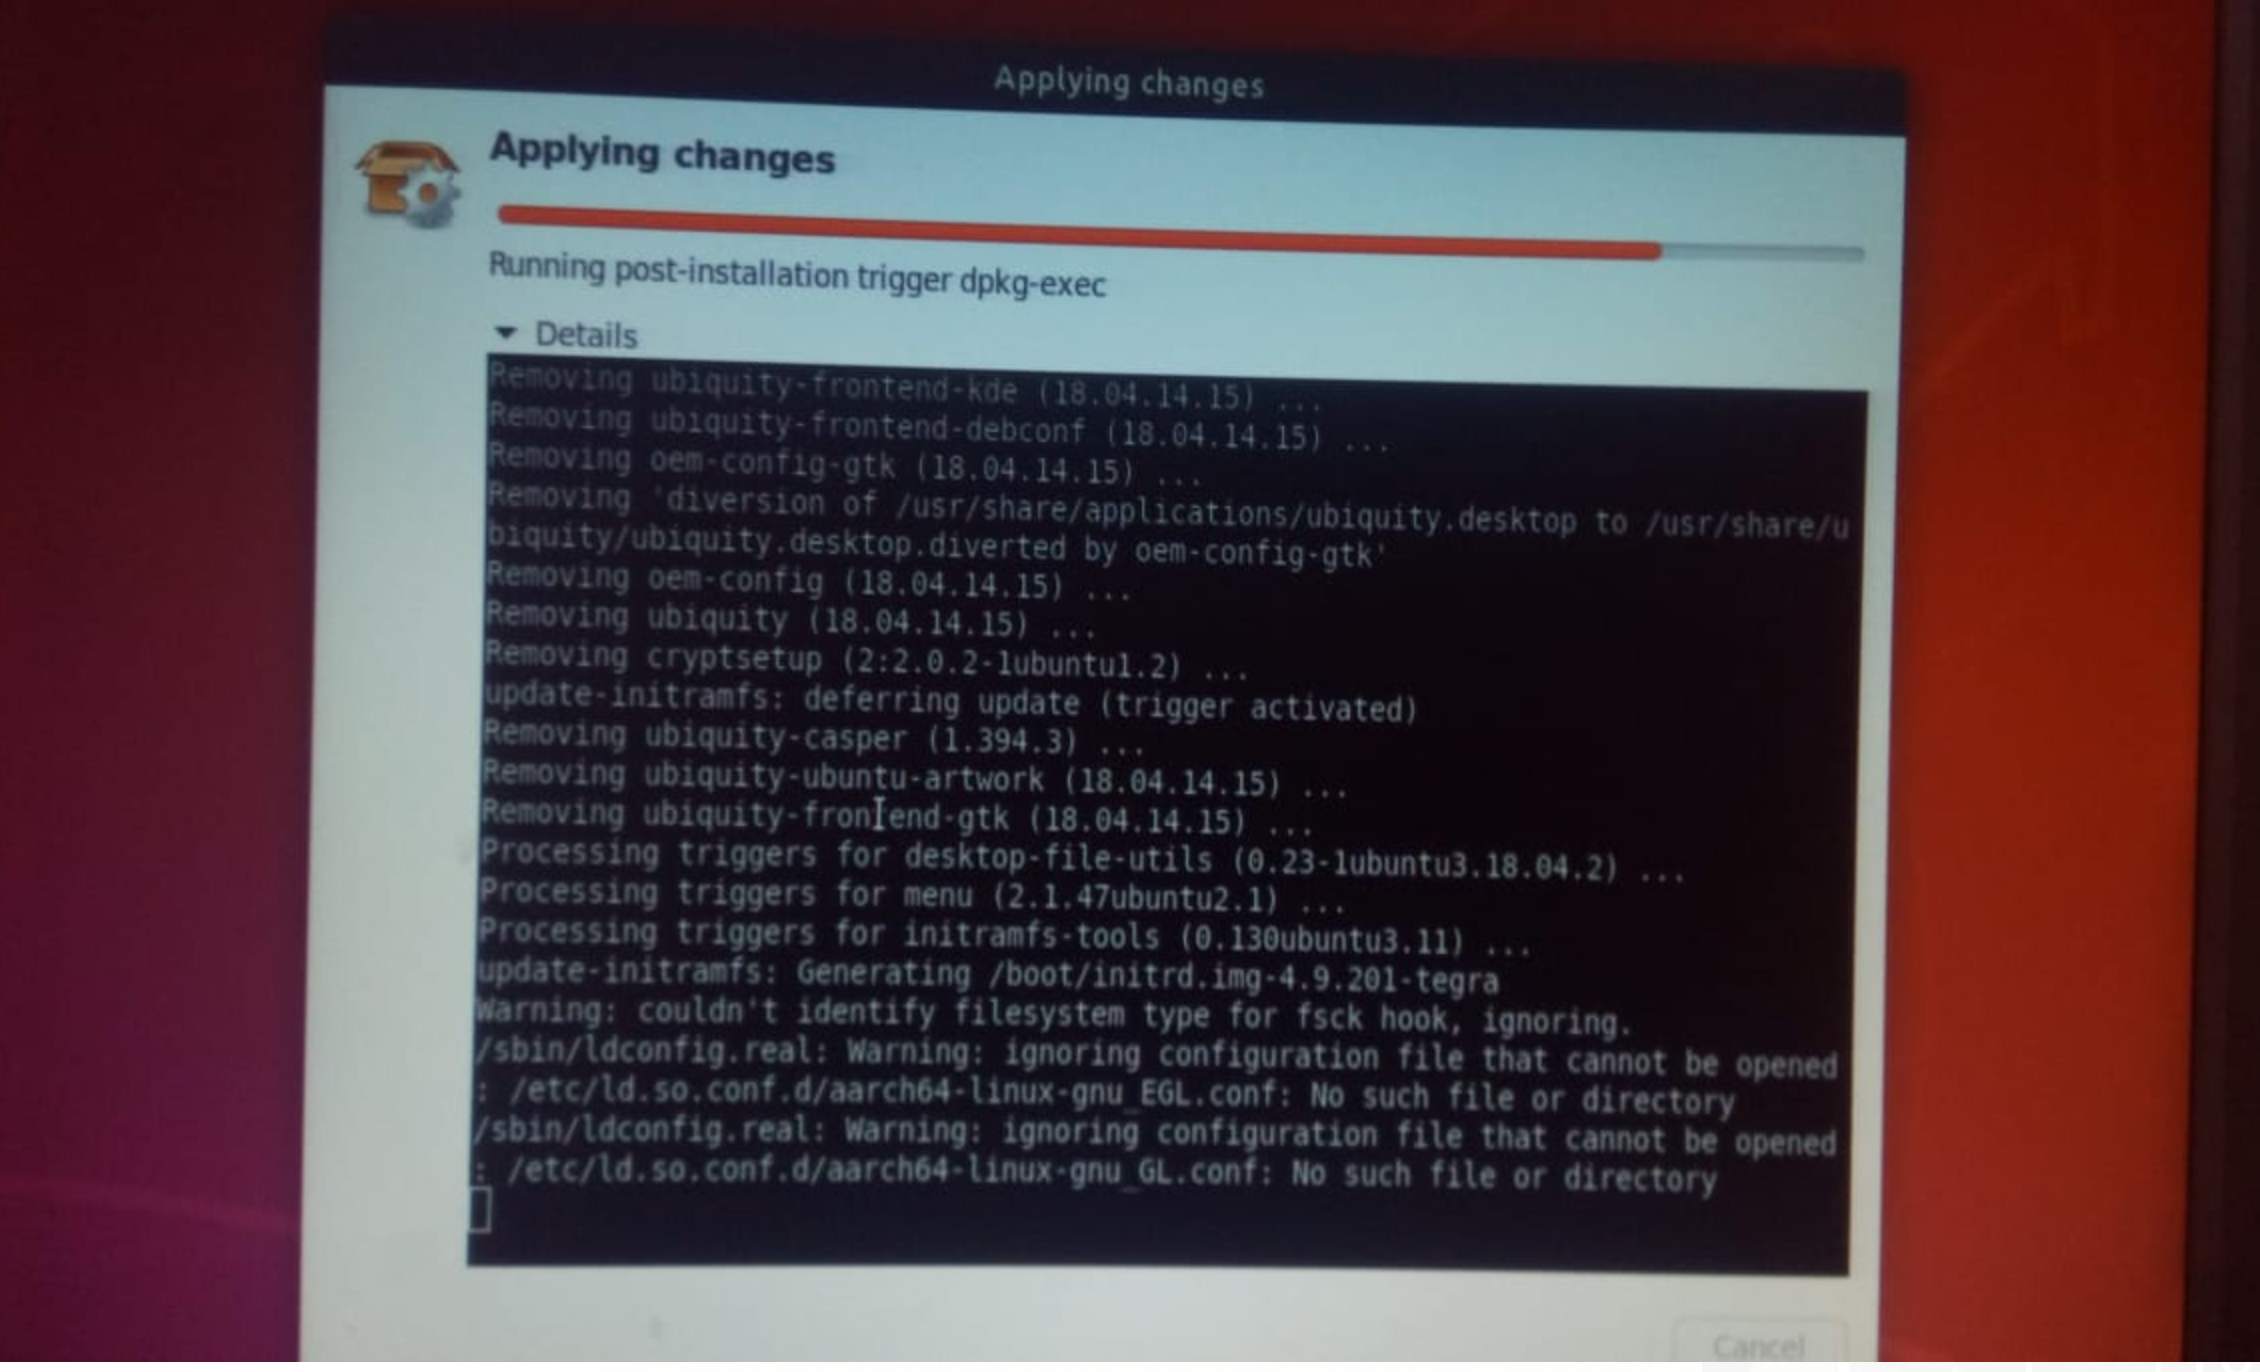 Applying changes
Applying changes
Running post-installation trigger dpkg-exec
Details
Removing ubiquity-frontend-kde (18.04.14.15) ...
Removing ubiquity-frontend-debconf (18.04.14.15) ...
Removing oem-config-gtk (18.04.14.15) ...
Removing 'diversion of /usr/share/applications/ubiquity.desktop to /usr/share/u
biquity/ubiquity.desktop.diverted by oem-config-gtk'
Removing oem-config (18.04.14.15) ...
Removing ubiquity (18.04.14.15) ...
Removing cryptsetup (2:2.0.2-1ubuntu1.2) ...
update-initramfs: deferring update (trigger activated)
Removing ubiquity-casper (1.394.3) ...
Removing ubiquity-ubuntu-artwork (18.04.14.15) ...
Removing ubiquity-frontend-gtk (18.04.14.15) ...
Processing triggers for desktop-file-utils (0.23-1ubuntu3.18.04.2) ...
Processing triggers for menu (2.1.47ubuntu2.1) ...
Processing triggers for initramfs-tools (0.130ubuntu3.11) ...
update-initramfs: Generating /boot/initrd.img-4.9.201-tegra
Warning: couldn't identify filesystem type for fsck hook, ignoring.
/sbin/ldconfig.real: Warning: ignoring configuration file that cannot be opened
: /etc/ld.so.conf.d/aarch64-linux-gnu_EGL.conf: No such file or directory
/sbin/ldconfig.real: Warning: ignoring configuration file that cannot be opened
: /etc/ld.so.conf.d/aarch64-linux-gnu_GL.conf: No such file or directory
Cancel